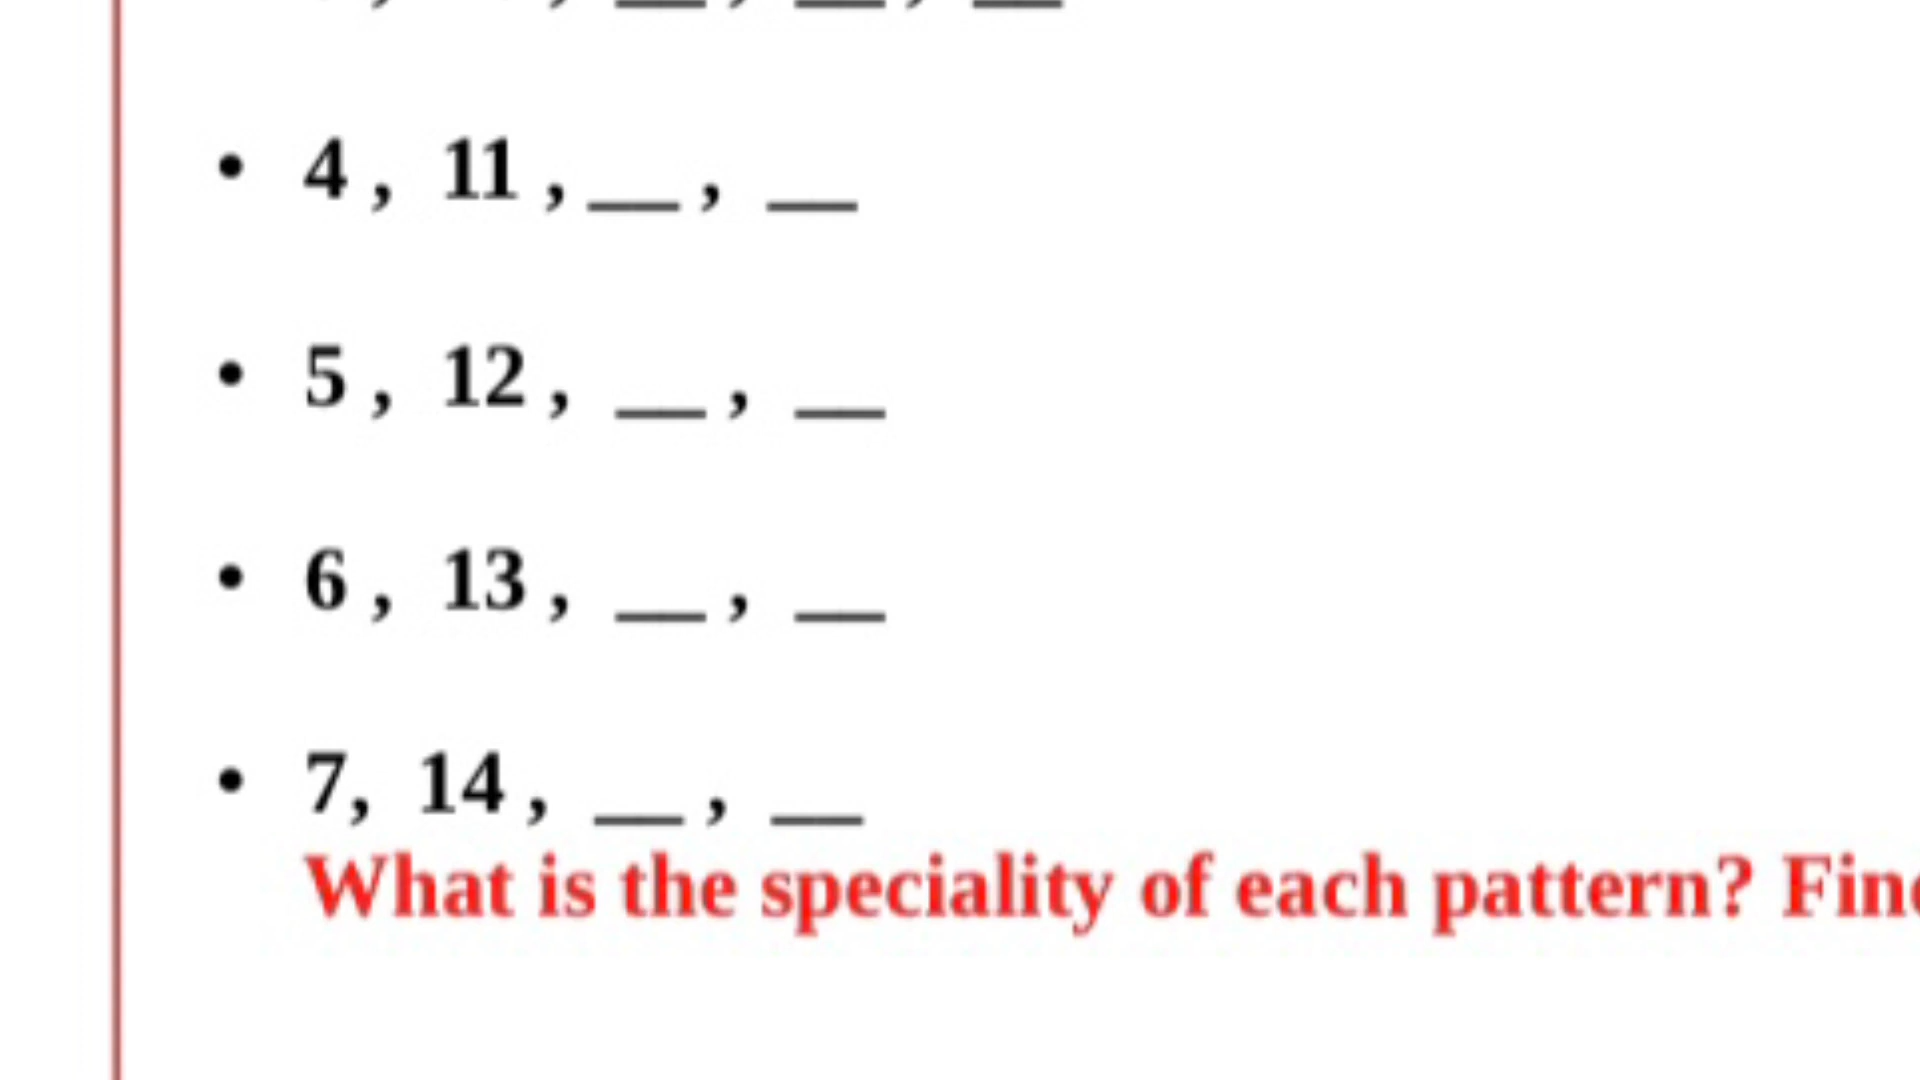 • 4 , 11 , __ , __
• 5 , 12 , __ , __
• 6 , 13 , __ , __
• 7, 14 , __ , __
What is the speciality of each pattern?